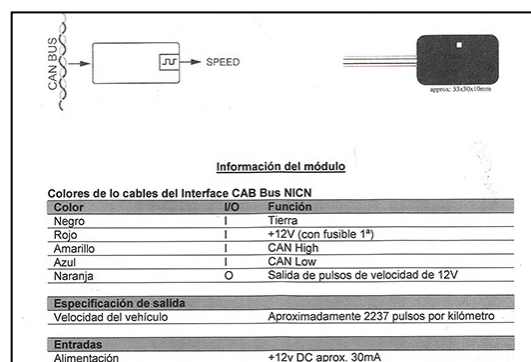 CAN BUS
SPEED
approx: 53x30x10mm
Información del módulo
Colores de lo cables del Interface CAB Bus NICN
Color I/O Función
Negro I Tierra
Rojo I +12V (con fusible 1ª)
Amarillo I CAN High
Azul I CAN Low
Naranja O Salida de pulsos de velocidad de 12V
Especificación de salida
Velocidad del vehículo Aproximadamente 2237 pulsos por kilómetro
Entradas
Alimentación +12v DC aprox. 30mA